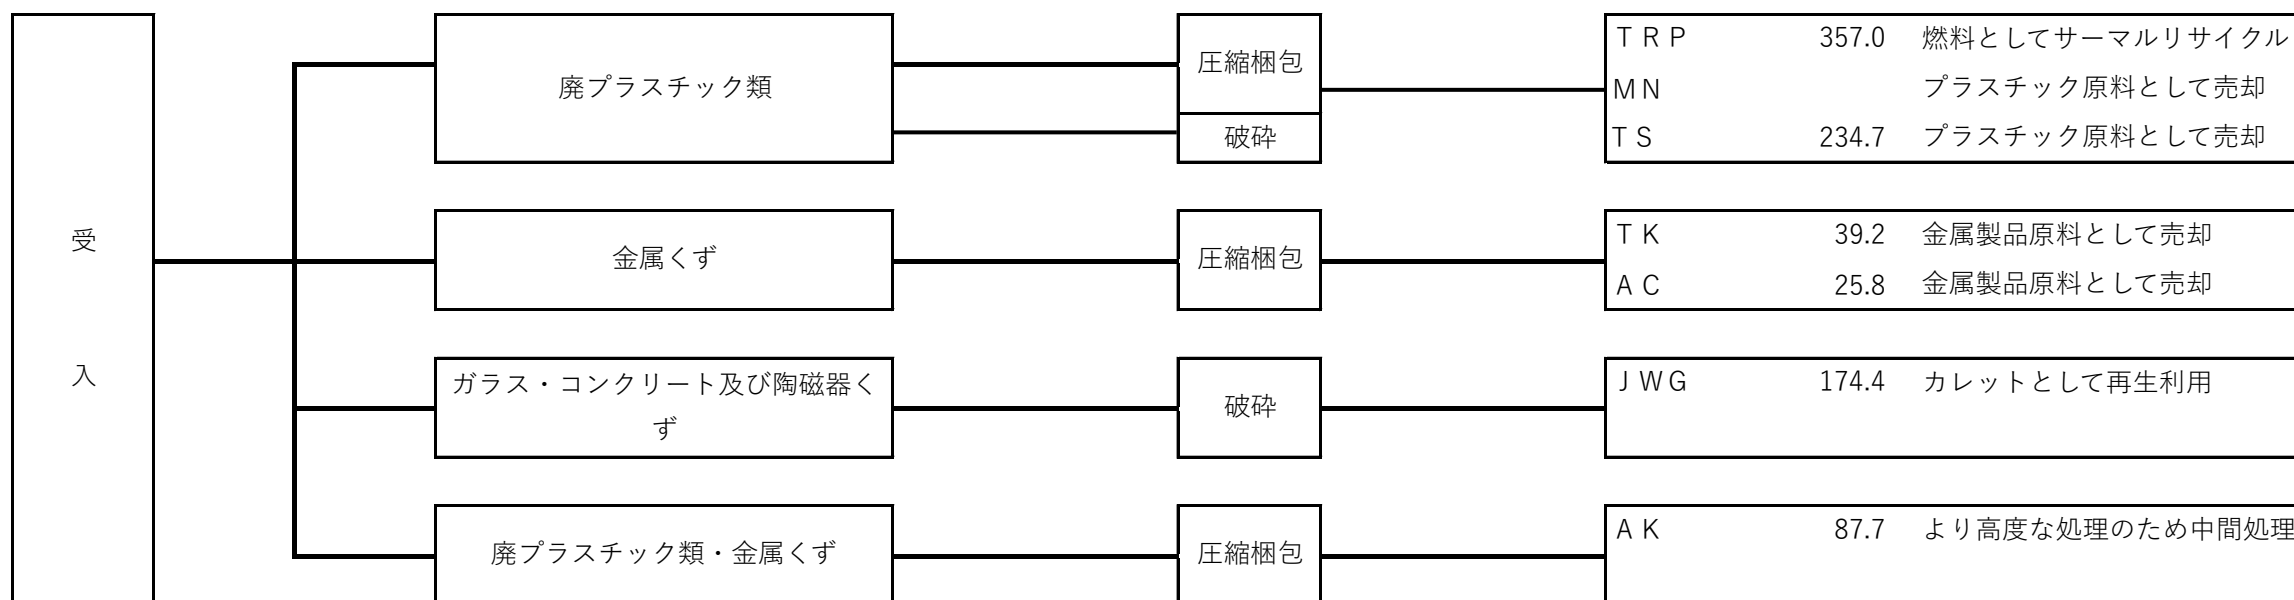 受
入
廃プラスチック類
圧縮梱包
破砕
ＴＲＰ 357.0 燃料としてサーマルリサイクル
ＭＮ プラスチック原料として売却
ＴＳ 234.7 プラスチック原料として売却
金属くず
圧縮梱包
ＴＫ 39.2 金属製品原料として売却
ＡＣ 25.8 金属製品原料として売却
ガラス・コンクリート及び陶磁器く
ず
破砕
ＪＷＧ 174.4 カレットとして再生利用
廃プラスチック類・金属くず
圧縮梱包
ＡＫ 87.7 より高度な処理のため中間処理